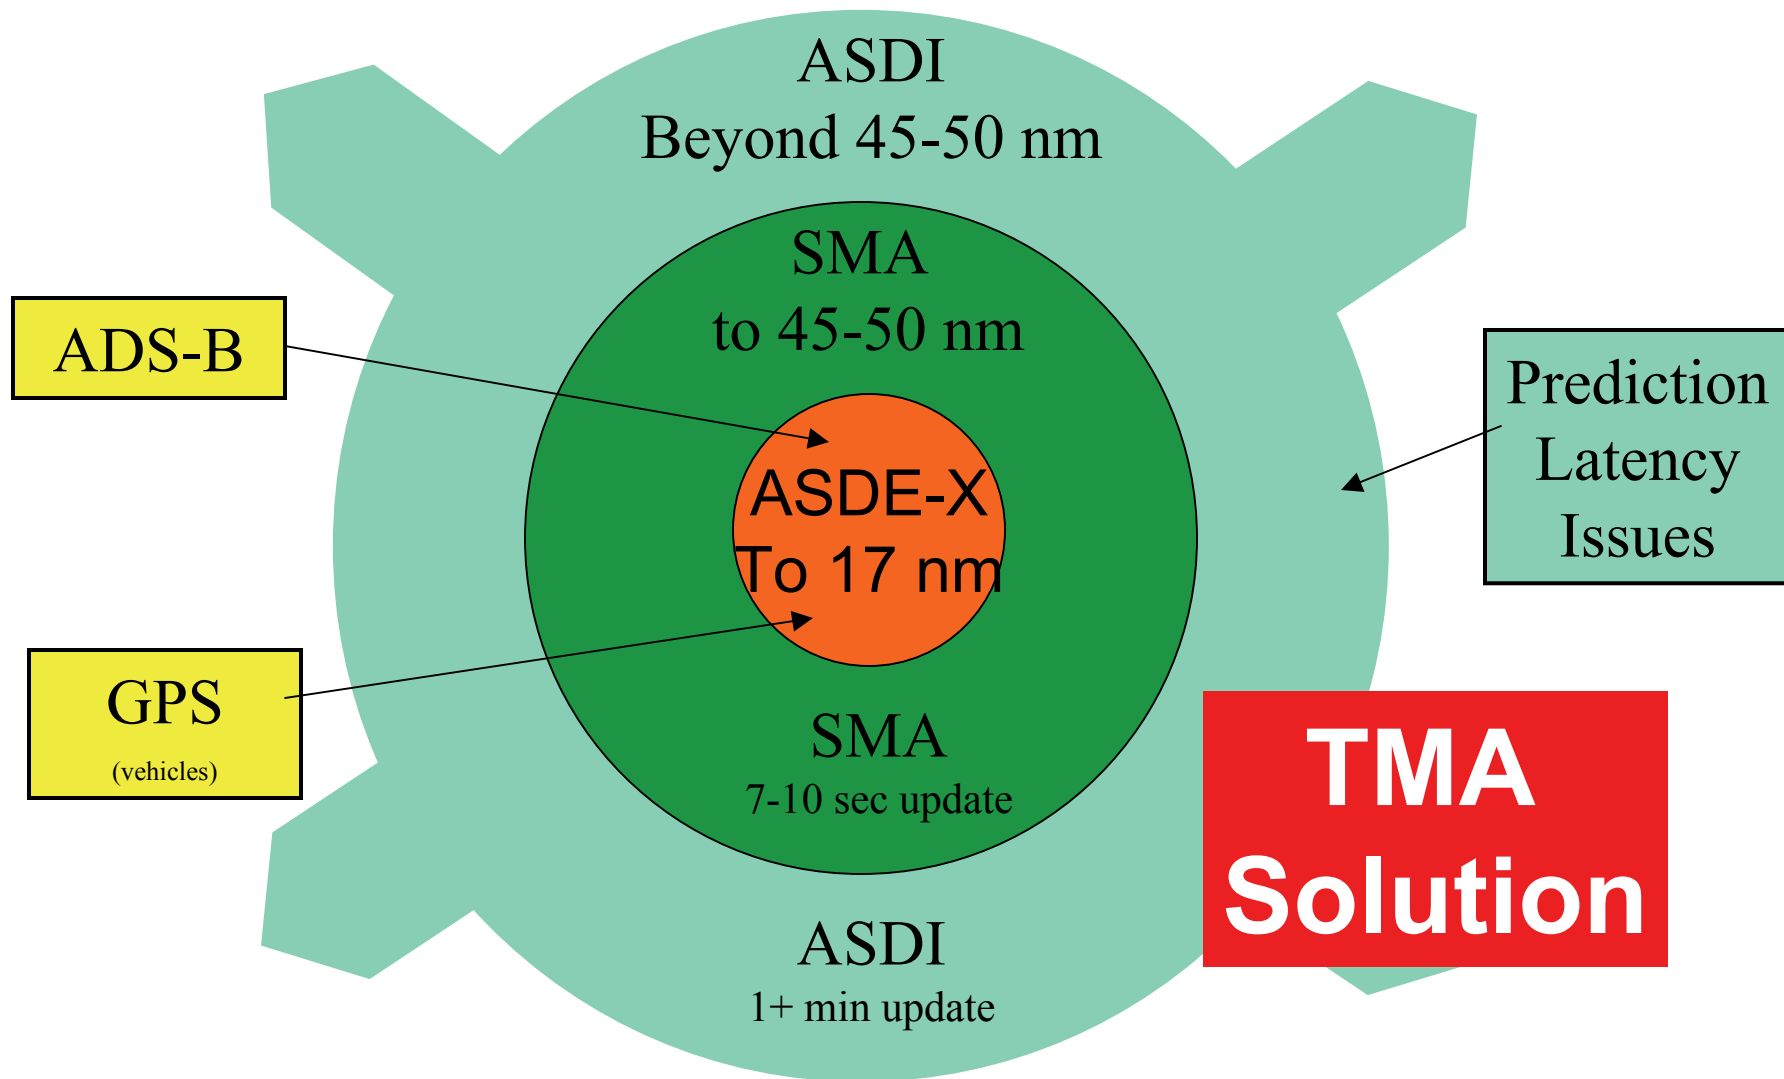 ASDI
Beyond 45-50 nm
SMA
to 45-50 nm
ADS-B
Prediction
Latency
Issues
ASDE-X
To 17 nm
GPS
(vehicles)
SMA
7-10 sec update
TMA
Solution
ASDI
1+ min update